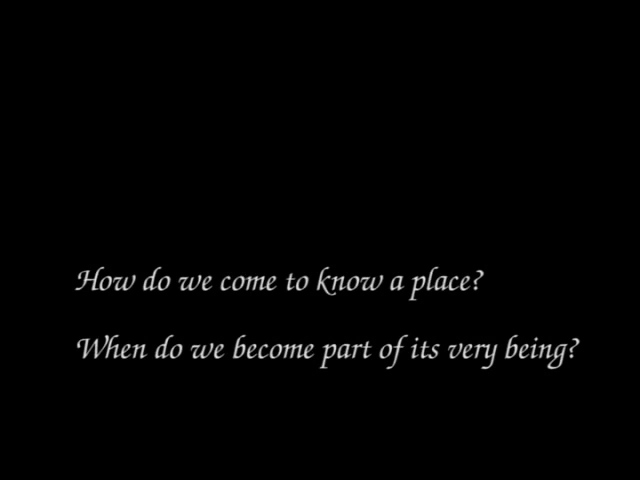 How do we come to know a place?
When do we become part of its very being?